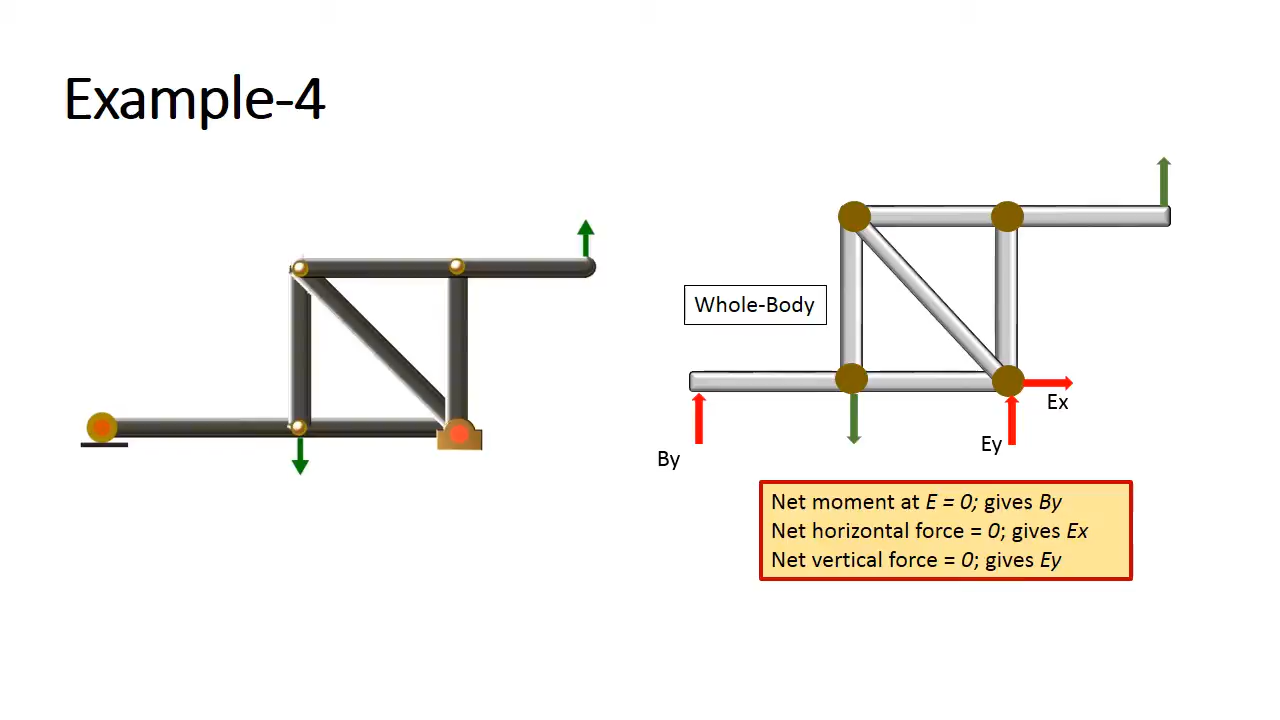 Example-4
Whole-Body
Ex
Ey
By
Net moment at E = 0; gives By
Net horizontal force = 0; gives Ex
Net vertical force = 0; gives Ey